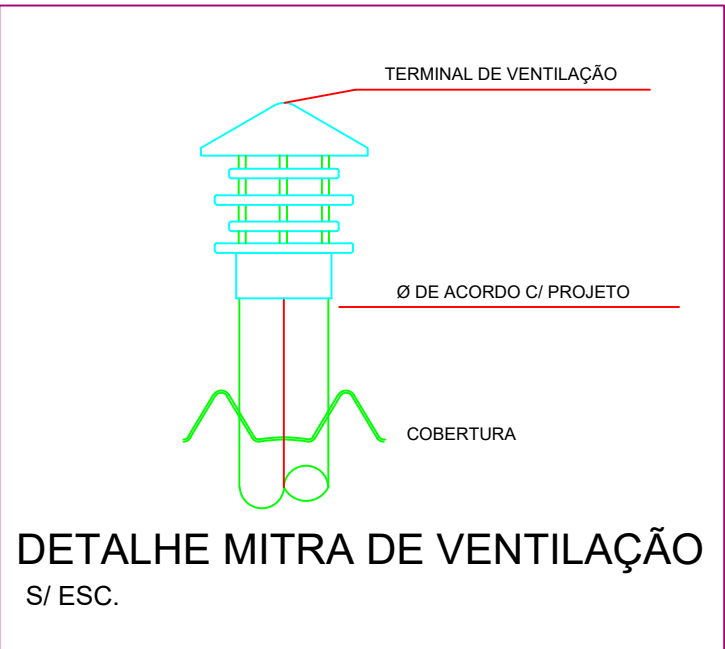 TERMINAL DE VENTILAÇÃO
Ø DE ACORDO C/ PROJETO
COBERTURA
DETALHE MITRA DE VENTILAÇÃO
S/ ESC.